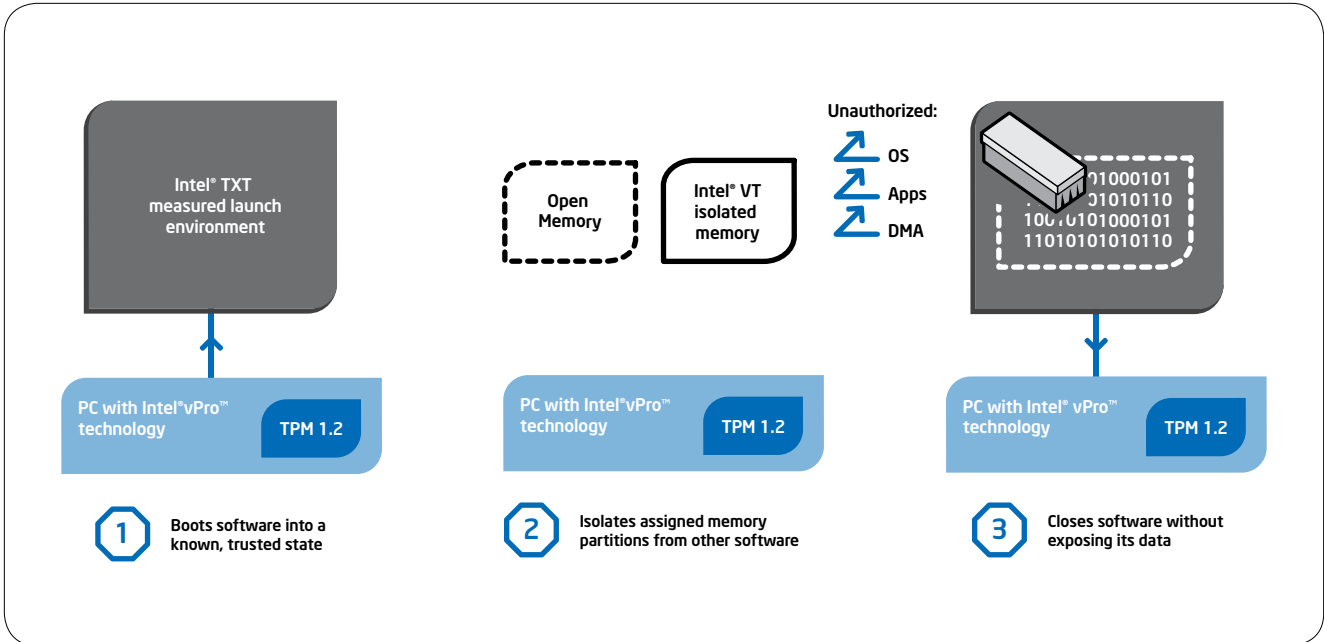 Intel® TXT
measured launch
environment
PC with Intel®vPro™
technology
TPM 1.2
1
Boots software into a
known, trusted state
Open
Memory
Intel® VT
isolated
memory
Unauthorized:
OS
Apps
DMA
PC with Intel®vPro™
technology
TPM 1.2
2
Isolates assigned memory
partitions from other software
01000101
01010110
10010101000101
11010101010110
PC with Intel® vPro™
technology
TPM 1.2
3
Closes software without
exposing its data